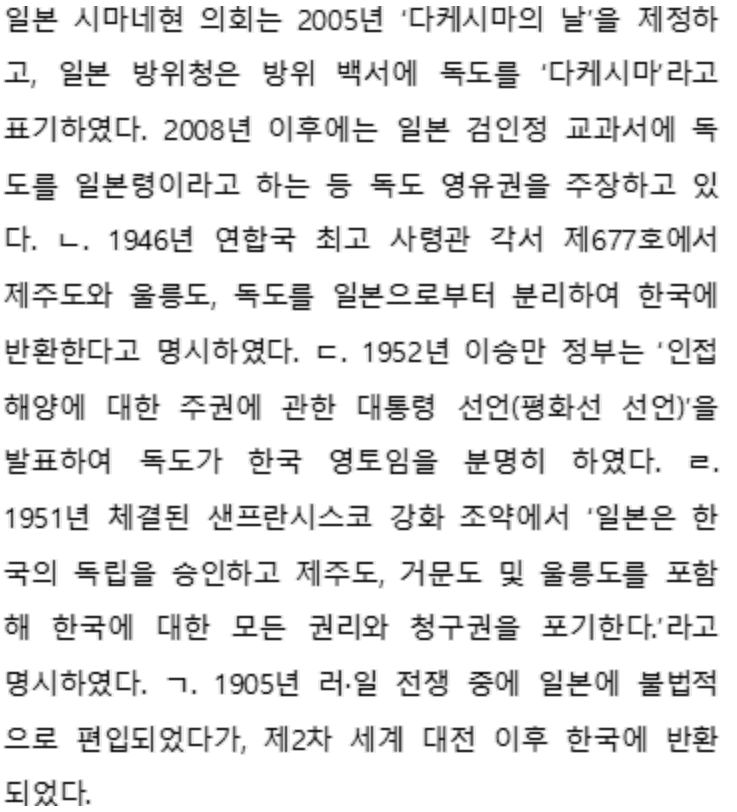 일본 시마네현 의회는 2005년 ‘다케시마의 날’을 제정하
고, 일본 방위청은 방위 백서에 독도를 ‘다케시마’라고
표기하였다. 2008년 이후에는 일본 검인정 교과서에 독
도를 일본령이라고 하는 등 독도 영유권을 주장하고 있
다. ㄴ. 1946년 연합국 최고 사령관 각서 제677호에서
제주도와 울릉도, 독도를 일본으로부터 분리하여 한국에
반환한다고 명시하였다. ㄷ. 1952년 이승만 정부는 ‘인접
해양에 대한 주권에 관한 대통령 선언(평화선 선언)’을
발표하여 독도가 한국 영토임을 분명히 하였다. ㄹ.
1951년 체결된 샌프란시스코 강화 조약에서 ‘일본은 한
국의 독립을 승인하고 제주도, 거문도 및 울릉도를 포함
해 한국에 대한 모든 권리와 청구권을 포기한다.’라고
명시하였다. ㄱ. 1905년 러·일 전쟁 중에 일본에 불법적
으로 편입되었다가, 제2차 세계 대전 이후 한국에 반환
되었다.